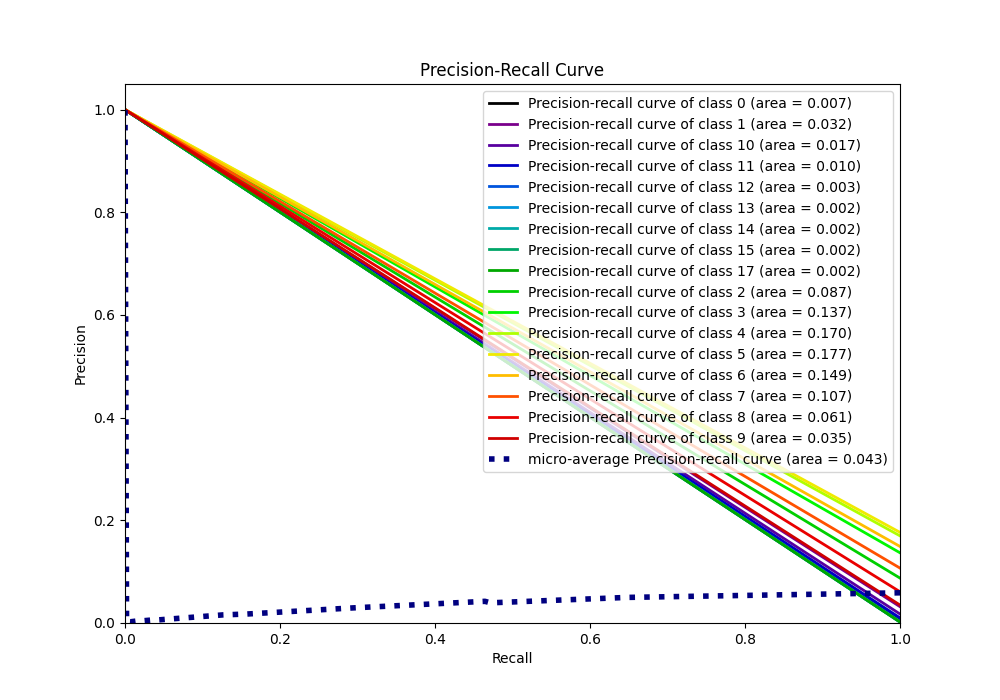 Precision-Recall Curve
Precision
1.0
0.8
0.6
0.4
0.2
0.0
Precision-recall curve of class 0 (area = 0.007)
Precision-recall curve of class 1 (area = 0.032)
Precision-recall curve of class 10 (area = 0.017)
Precision-recall curve of class 11 (area = 0.010)
Precision-recall curve of class 12 (area = 0.003)
Precision-recall curve of class 13 (area = 0.002)
Precision-recall curve of class 14 (area = 0.002)
Precision-recall curve of class 15 (area = 0.002)
Precision-recall curve of class 17 (area = 0.002)
Precision-recall curve of class 2 (area = 0.087)
Precision-recall curve of class 3 (area = 0.137)
Precision-recall curve of class 4 (area = 0.170)
Precision-recall curve of class 5 (area = 0.177)
Precision-recall curve of class 6 (area = 0.149)
Precision-recall curve of class 7 (area = 0.107)
Precision-recall curve of class 8 (area = 0.061)
Precision-recall curve of class 9 (area = 0.035)
micro-average Precision-recall curve (area = 0.043)
0.0 0.2 0.4 0.6 0.8 1.0
Recall